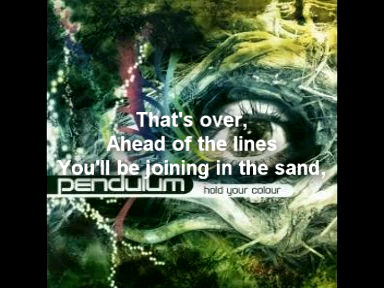 That's over,
Ahead of the lines
You'll be joining in the sand,
pendulum hold your colour